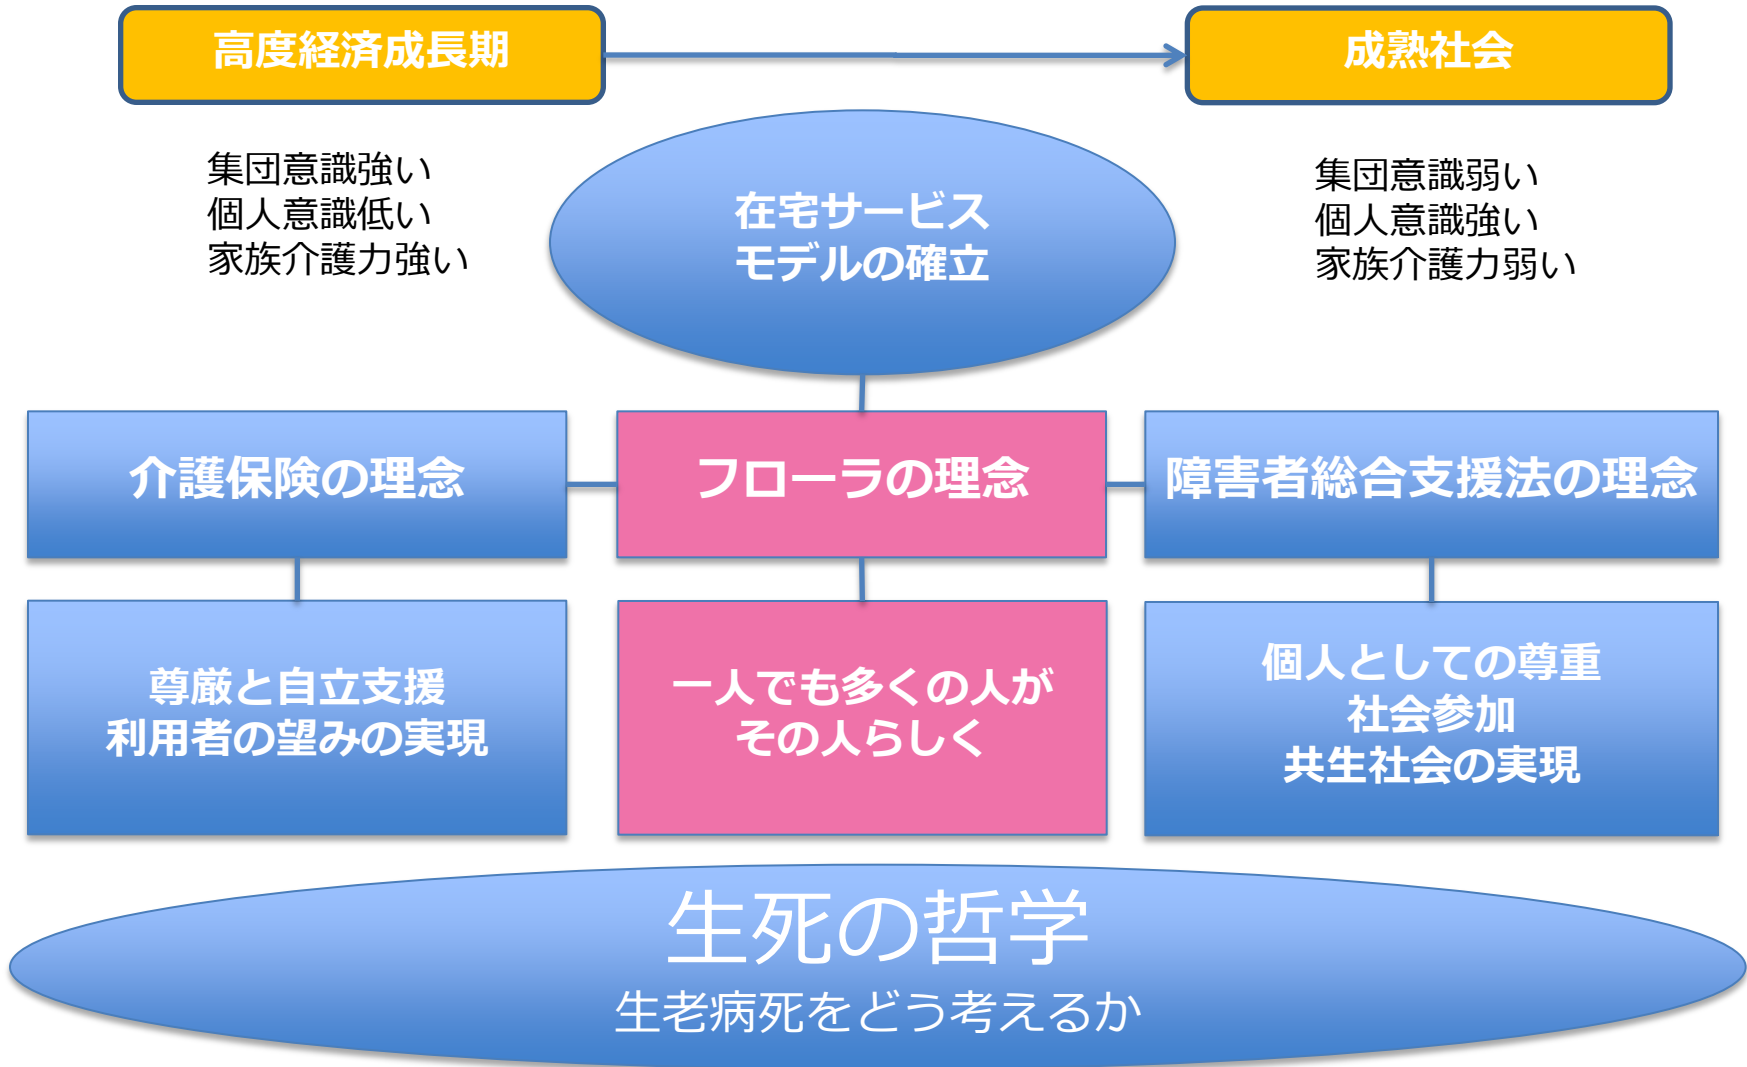 高度経済成長期
成熟社会
集団意識強い
個人意識低い
家族介護力強い
在宅サービス
モデルの確立
集団意識弱い
個人意識強い
家族介護力弱い
介護保険の理念
フローラの理念
障害者総合支援法の理念
尊厳と自立支援
利用者の望みの実現
一人でも多くの人が
その人らしく
個人としての尊重
社会参加
共生社会の実現
生死の哲学
生老病死をどう考えるか